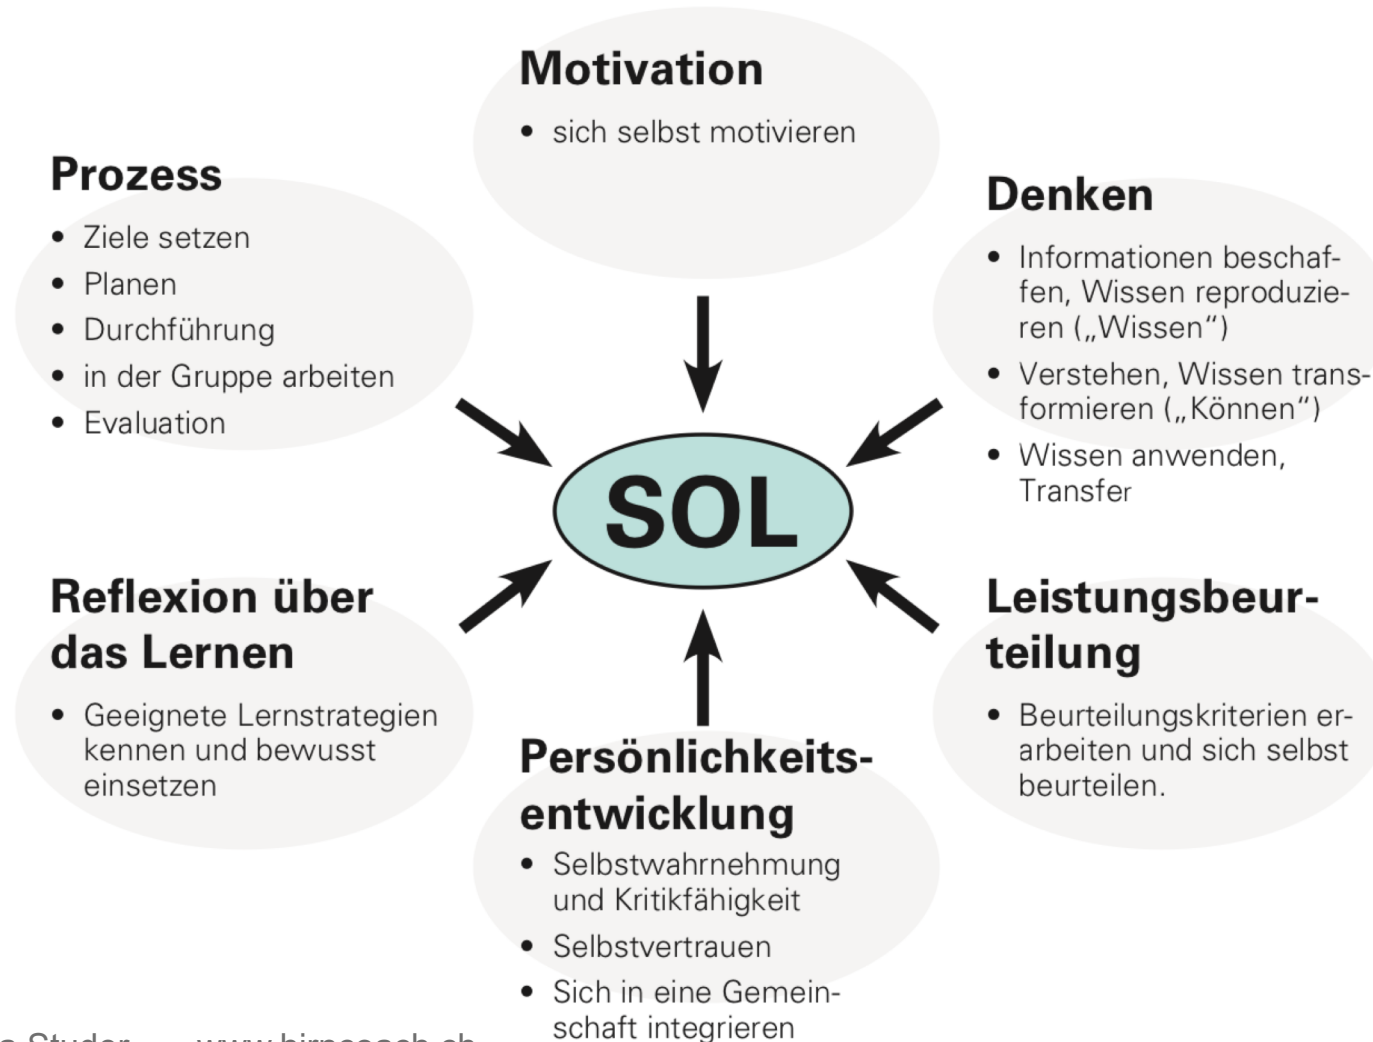 Motivation
• sich selbst motivieren
Prozess
• Ziele setzen
• Planen
• Durchführung
• in der Gruppe arbeiten
• Evaluation
Denken
• Informationen beschaf-
fen, Wissen reproduzie-
ren („Wissen“)
• Verstehen, Wissen trans-
formieren („Können“)
• Wissen anwenden,
Transfer
SOL
Reflexion über
das Lernen
• Geeignete Lernstrategien
kennen und bewusst
einsetzen
Leistungsbeur-
teilung
• Beurteilungskriterien er-
arbeiten und sich selbst
beurteilen.
Persönlichkeits-
entwicklung
• Selbstwahrnehmung
und Kritikfähigkeit
• Selbstvertrauen
• Sich in eine Gemein-
schaft integrieren
Studer